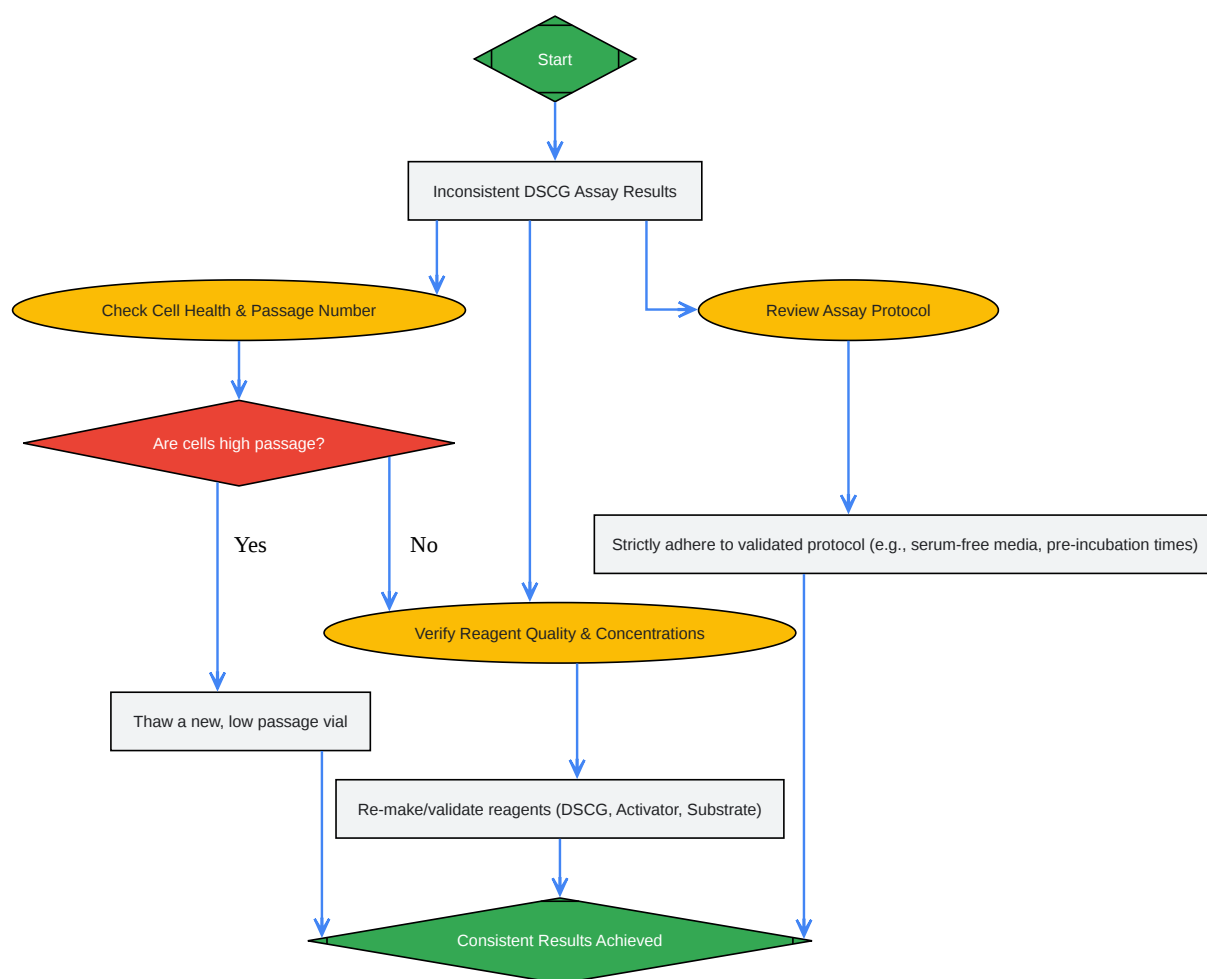 Start
Inconsistent DSCG Assay Results
Check Cell Health & Passage Number
Review Assay Protocol
Are cells high passage?
Yes
No
Strictly adhere to validated protocol (e.g., serum-free media, pre-incubation times)
Verify Reagent Quality & Concentrations
Thaw a new, low passage vial
Re-make/validate reagents (DSCG, Activator, Substrate)
Consistent Results Achieved